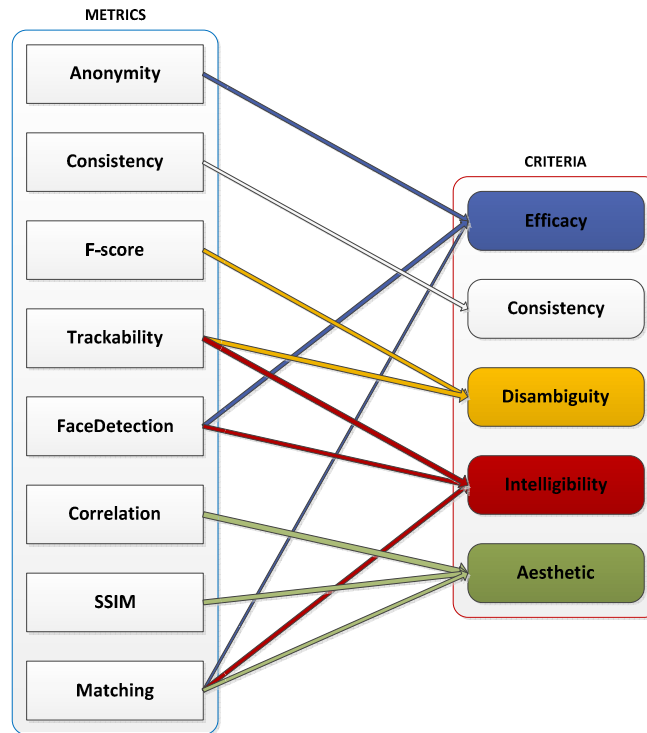 METRICS
Anonymity
Consistency
F-score
Trackability
FaceDetection
Correlation
SSIM
Matching
CRITERIA
Efficacy
Consistency
Disambiguity
Intelligibility
Aesthetic